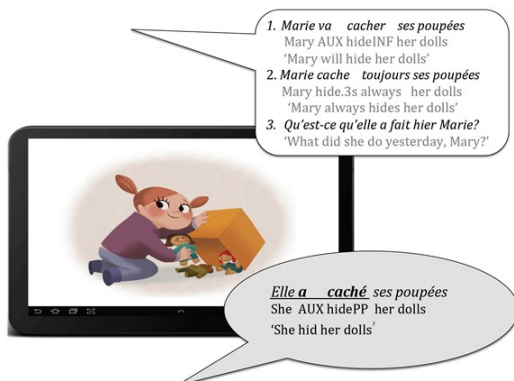 1. Marie va cacher ses poupées
Mary AUX hideINF her dolls
‘Mary will hide her dolls’
2. Marie cache toujours ses poupées
Mary hide.3s always her dolls
‘Mary always hides her dolls’
3. Qu'est-ce qu'elle a fait hier Marie?
‘What did she do yesterday, Mary?’
Elle a caché ses poupées
She AUX hidePP her dolls
‘She hid her dolls’